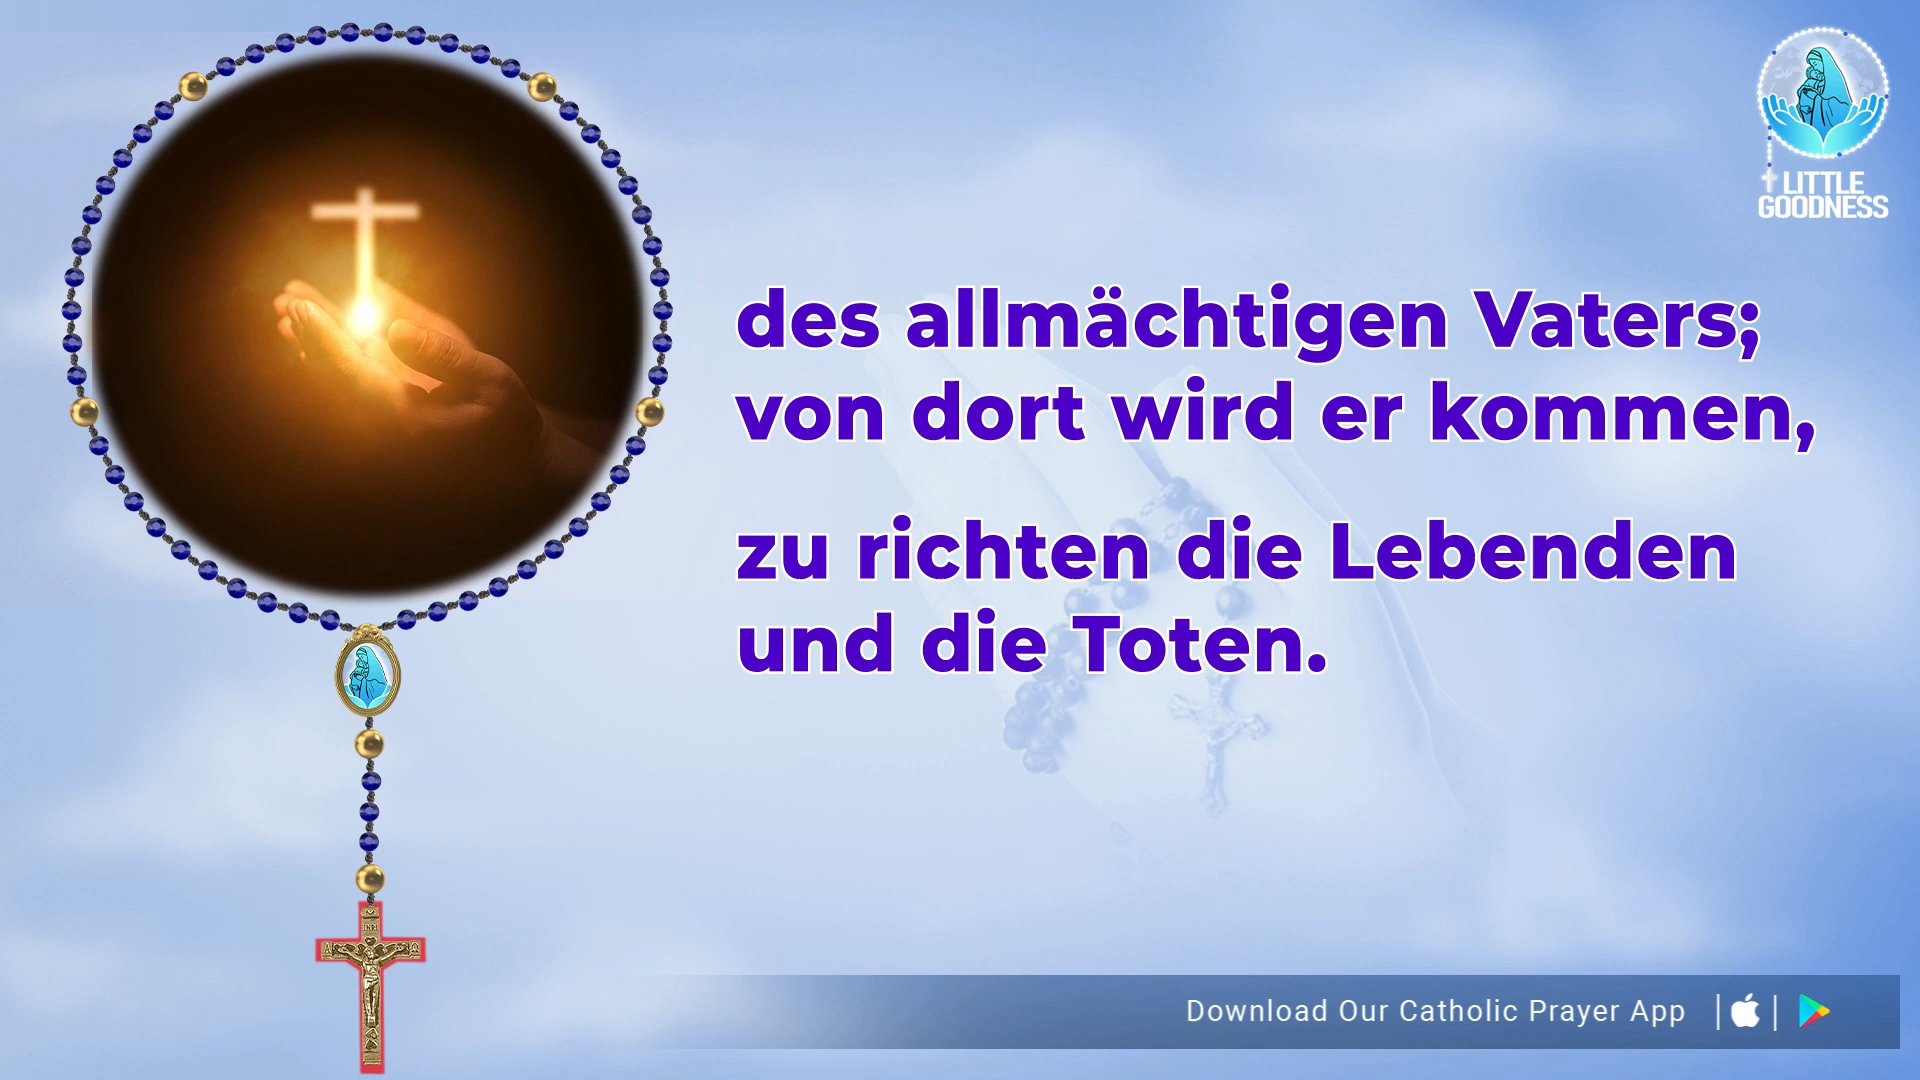 LITTLE
GOODNESS
des allmächtigen Vaters;
von dort wird er kommen,
zu richten die Lebenden
und die Toten.
INRI
A Ω
Download Our Catholic Prayer App